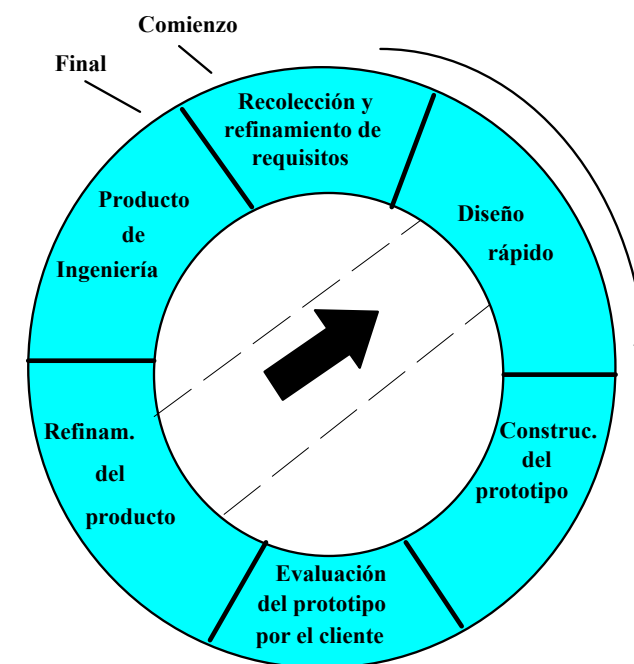 Comienzo
Final
Recolección y
refinamiento de
requisitos
Diseño
rápido
Construc.
del
prototipo
Evaluación
del prototipo
por el cliente
Refinam.
del
producto
Producto
de
Ingeniería